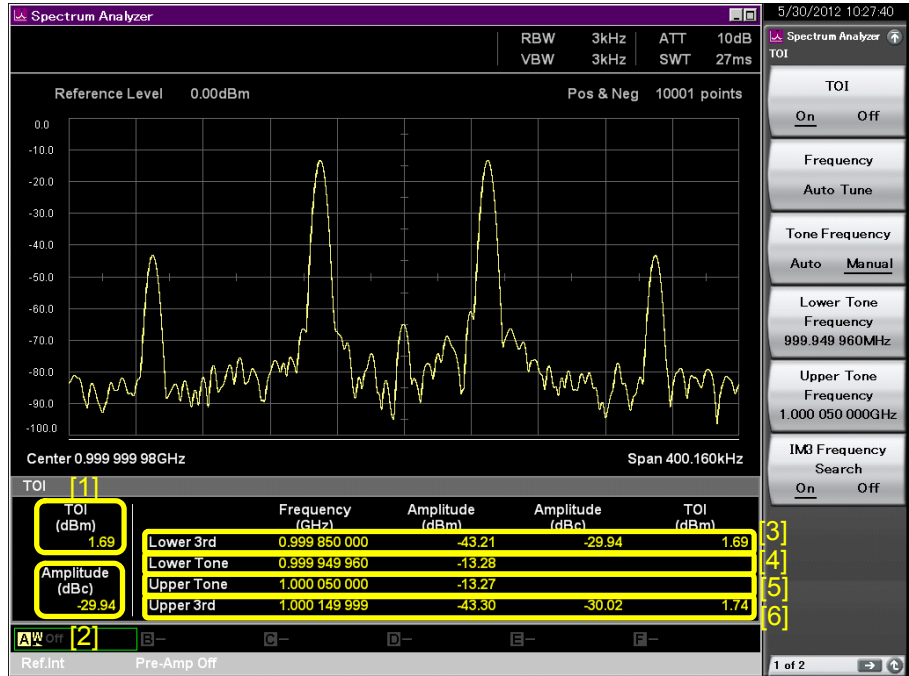 Spectrum Analyzer
5/30/2012 10:27:40
RBW 3kHz ATT 10dB
VBW 3kHz SWT 27ms
Reference Level 0.00dBm Pos & Neg 10001 points
0.0
-10.0
-20.0
-30.0
-40.0
-50.0
-60.0
-70.0
-80.0
-90.0
-100.0
Center 0.999 999 98GHz Span 400.160kHz
TOI
[1]
TOI
(dBm)
1.69
Amplitude
(dBc)
-29.94
[2]
Frequency
(GHz)
Amplitude
(dBm)
Amplitude
(dBc)
TOI
(dBm)
Lower 3rd 0.999 850 000 -43.21 -29.94 1.69 [3]
Lower Tone 0.999 949 960 -13.28 [4]
Upper Tone 1.000 050 000 -13.27 [5]
Upper 3rd 1.000 149 999 -43.30 -30.02 1.74 [6]
A W Off B- C- D- E- F-
Ref.Int Pre-Amp Off
Spectrum Analyzer
TOI
TOI
On Off
Frequency
Auto Tune
Tone Frequency
Auto Manual
Lower Tone
Frequency
999.949 960MHz
Upper Tone
Frequency
1.000 050 000GHz
IM3 Frequency
Search
On Off
1 of 2